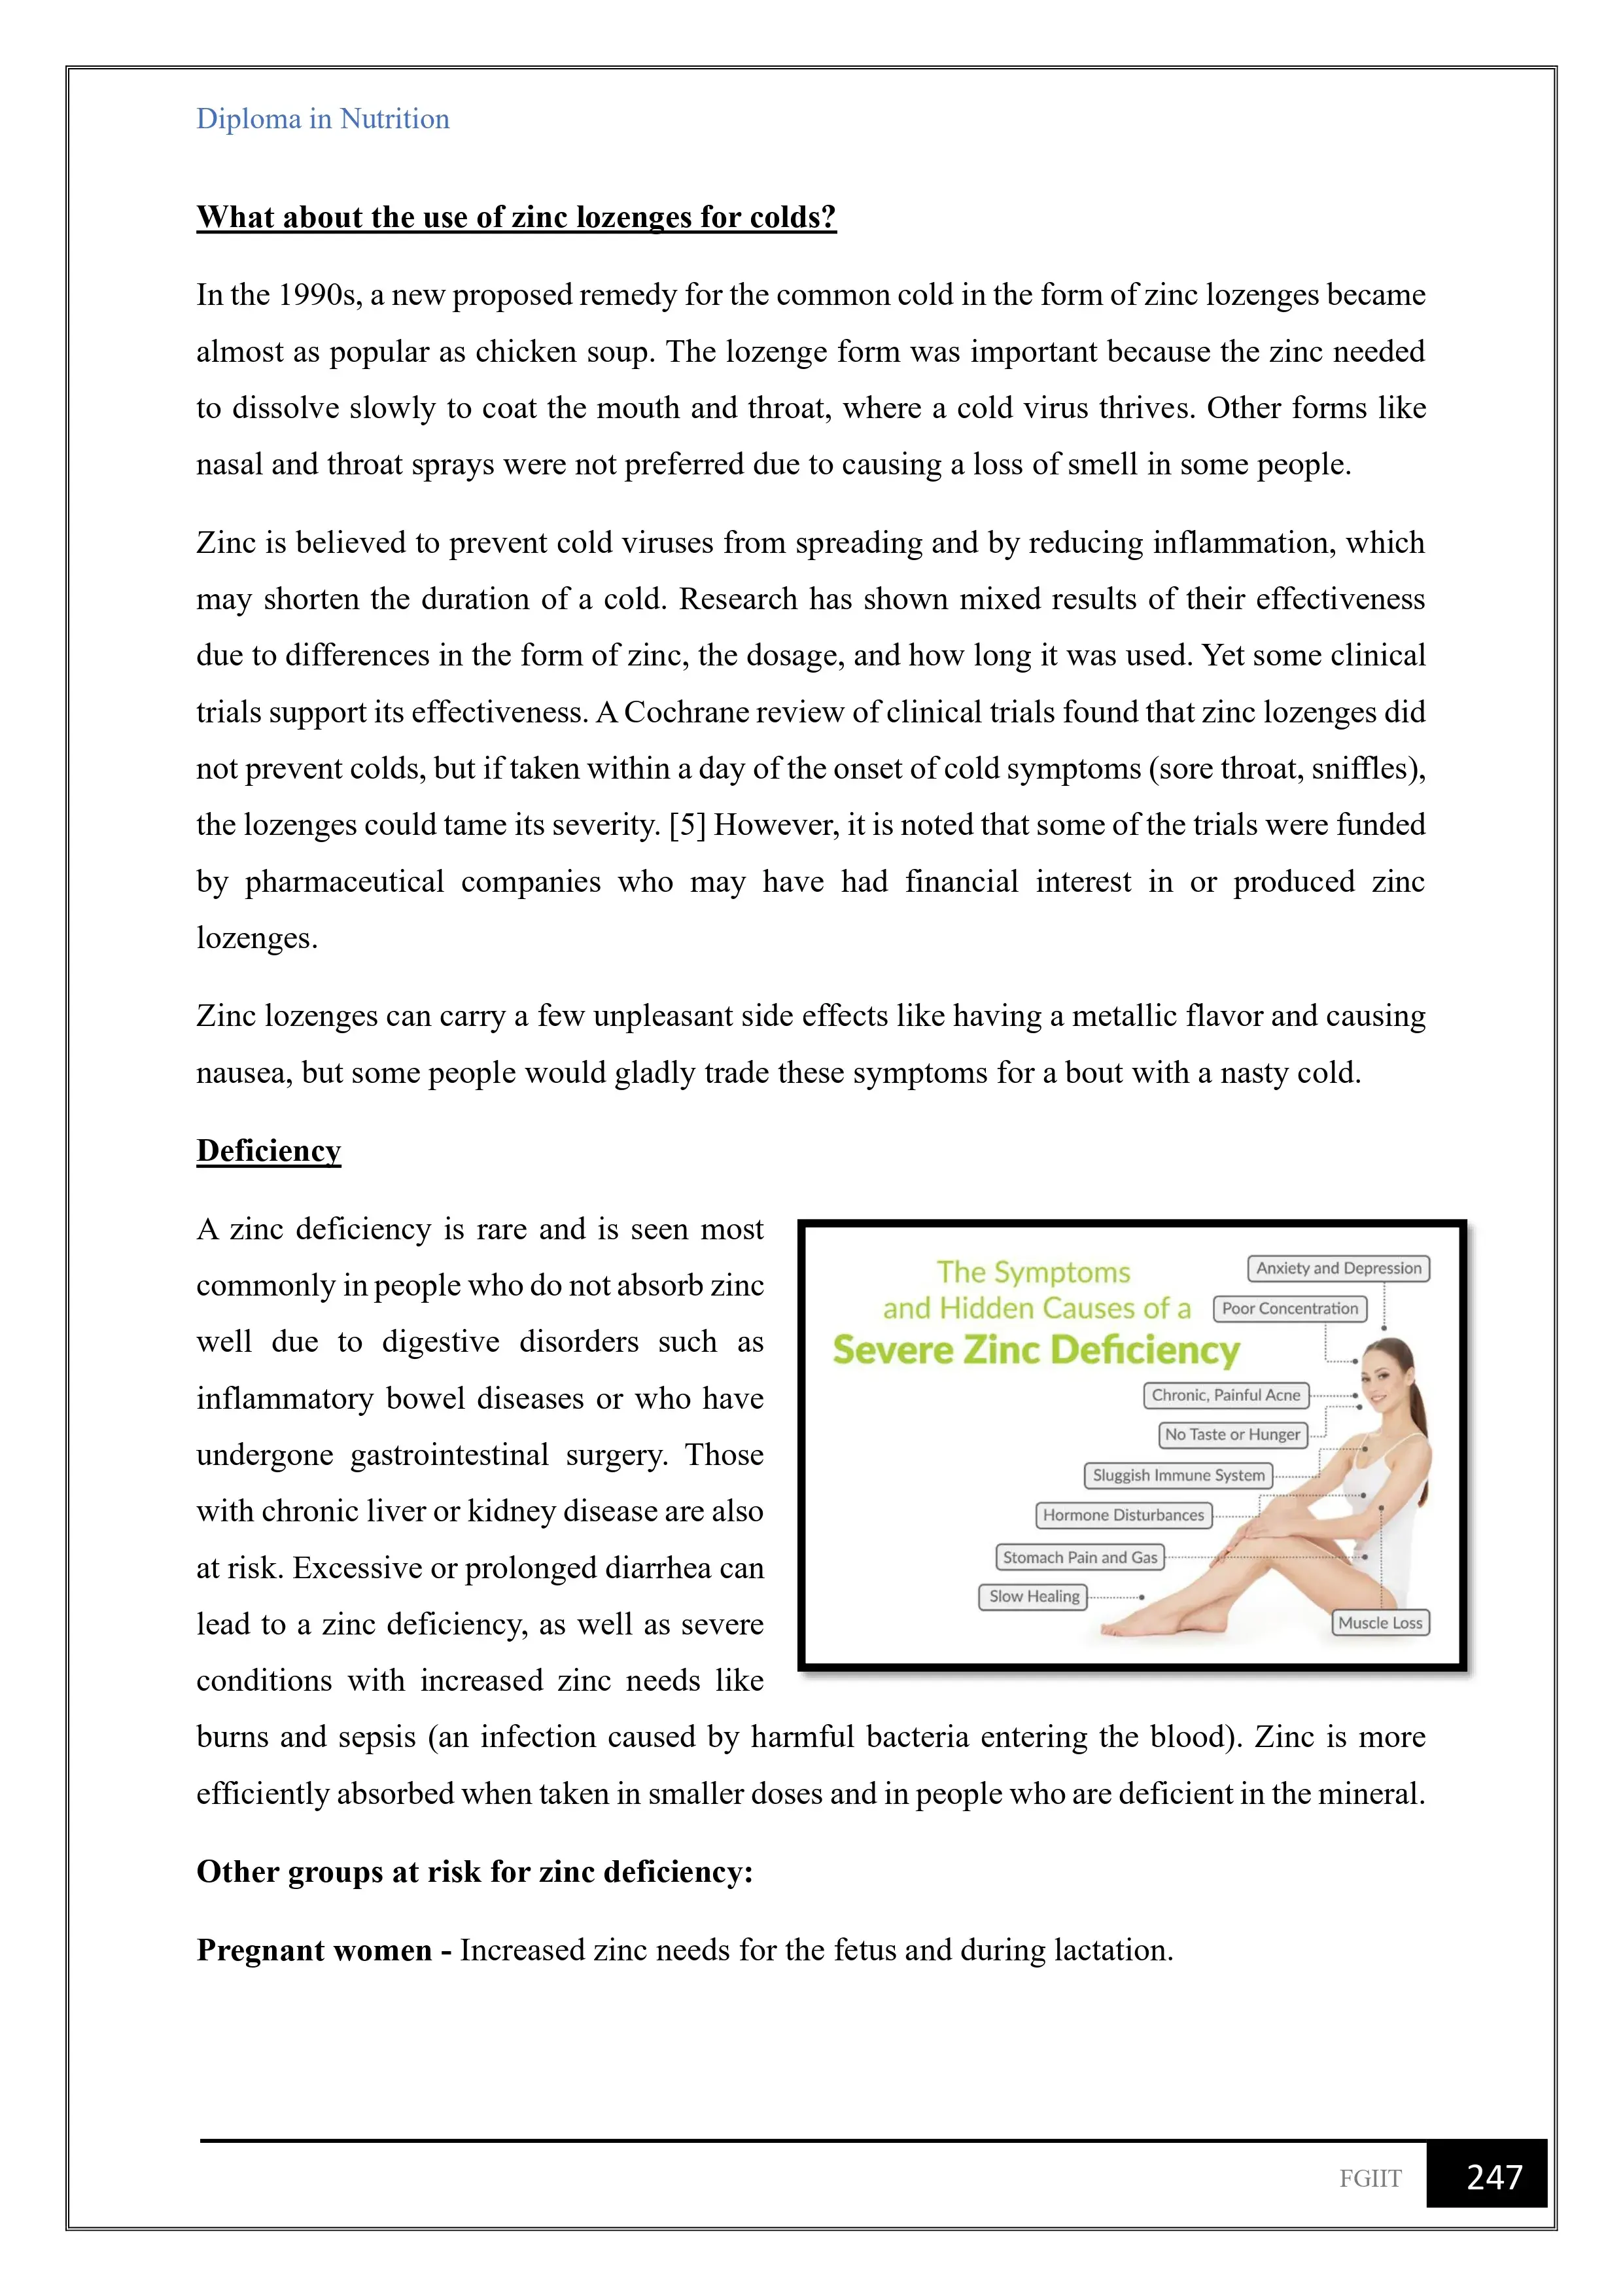 Diploma in Nutrition
What about the use of zinc lozenges for colds?
In the 1990s, a new proposed remedy for the common cold in the form of zinc lozenges became
almost as popular as chicken soup. The lozenge form was important because the zinc needed
to dissolve slowly to coat the mouth and throat, where a cold virus thrives. Other forms like
nasal and throat sprays were not preferred due to causing a loss of smell in some people.
Zinc is believed to prevent cold viruses from spreading and by reducing inflammation, which
may shorten the duration of a cold. Research has shown mixed results of their effectiveness
due to differences in the form of zinc, the dosage, and how long it was used. Yet some clinical
trials support its effectiveness. A Cochrane review of clinical trials found that zinc lozenges did
not prevent colds, but if taken within a day of the onset of cold symptoms (sore throat, sniffles),
the lozenges could tame its severity. [5] However, it is noted that some of the trials were funded
by pharmaceutical companies who may have had financial interest in or produced zinc
lozenges.
Zinc lozenges can carry a few unpleasant side effects like having a metallic flavor and causing
nausea, but some people would gladly trade these symptoms for a bout with a nasty cold.
Deficiency
A zinc deficiency is rare and is seen most
commonly in people who do not absorb zinc
well due to digestive disorders such as
inflammatory bowel diseases or who have
undergone gastrointestinal surgery. Those
with chronic liver or kidney disease are also
at risk. Excessive or prolonged diarrhea can
lead to a zinc deficiency, as well as severe
conditions with increased zinc needs like
burns and sepsis (an infection caused by harmful bacteria entering the blood). Zinc is more
efficiently absorbed when taken in smaller doses and in people who are deficient in the mineral.
The Symptoms
and Hidden Causes of a
Severe Zinc Deficiency
Anxiety and Depression
Poor Concentration
Chronic, Painful Acne
No Taste or Hunger
Sluggish Immune System
Hormone Disturbances
Stomach Pain and Gas
Slow Healing
Muscle Loss
Other groups at risk for zinc deficiency:
Pregnant women - Increased zinc needs for the fetus and during lactation.
FGIIT 247